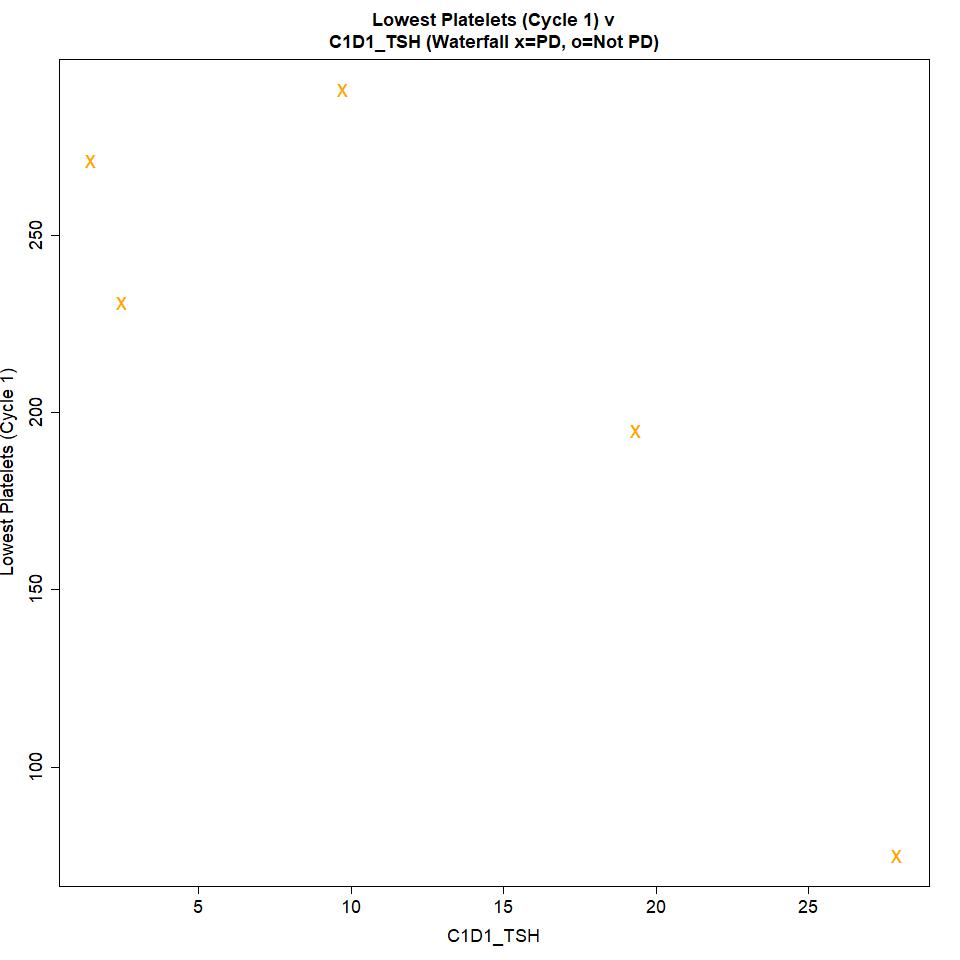 Lowest Platelets (Cycle 1) v
C1D1_TSH (Waterfall x=PD, o=Not PD)
Lowest Platelets (Cycle 1)
250
200
150
100
X
X
X
X
X
5 10 15 20 25
C1D1_TSH